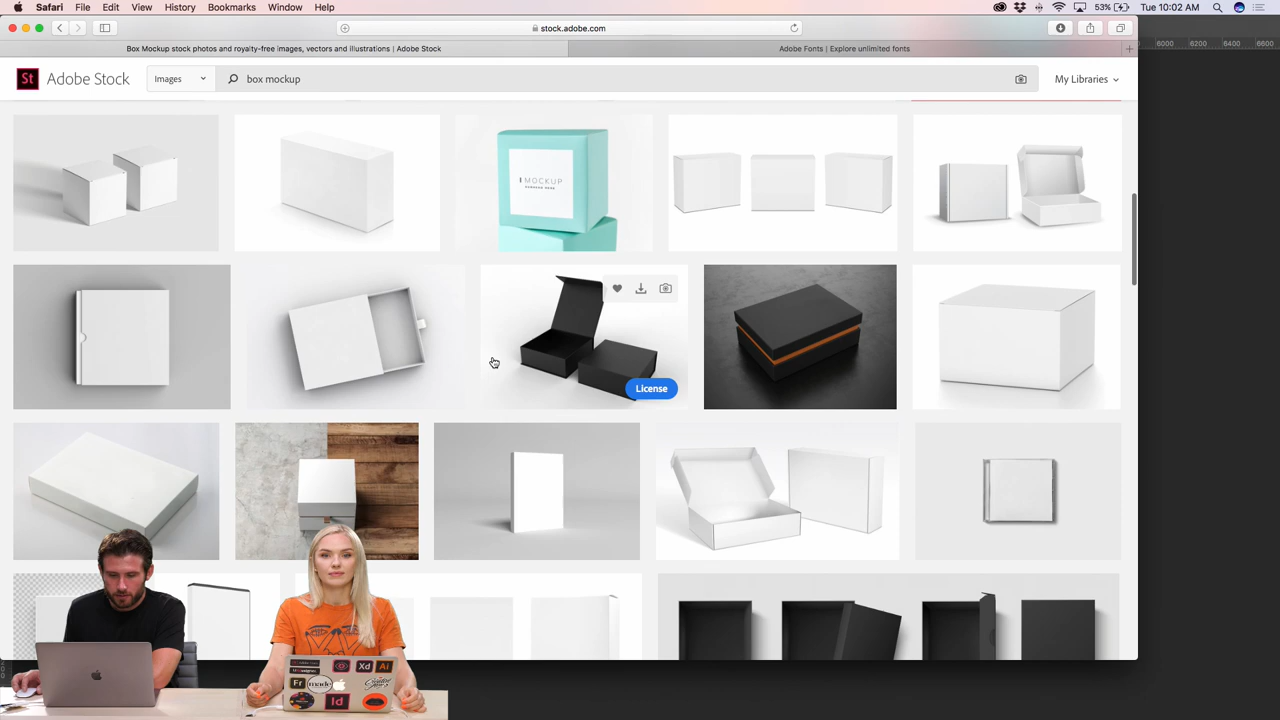 Safari File Edit View History Bookmarks Window Help
53% Tue 10:02 AM
stock.adobe.com
6000 6200 6400 6600
Box Mockup stock photos and royalty-free images, vectors and illustrations | Adobe Stock
Adobe Fonts | Explore unlimited fonts
St Adobe Stock Images box mockup My Libraries
MOCKUP
License
Xd Ai
Fr made
Id